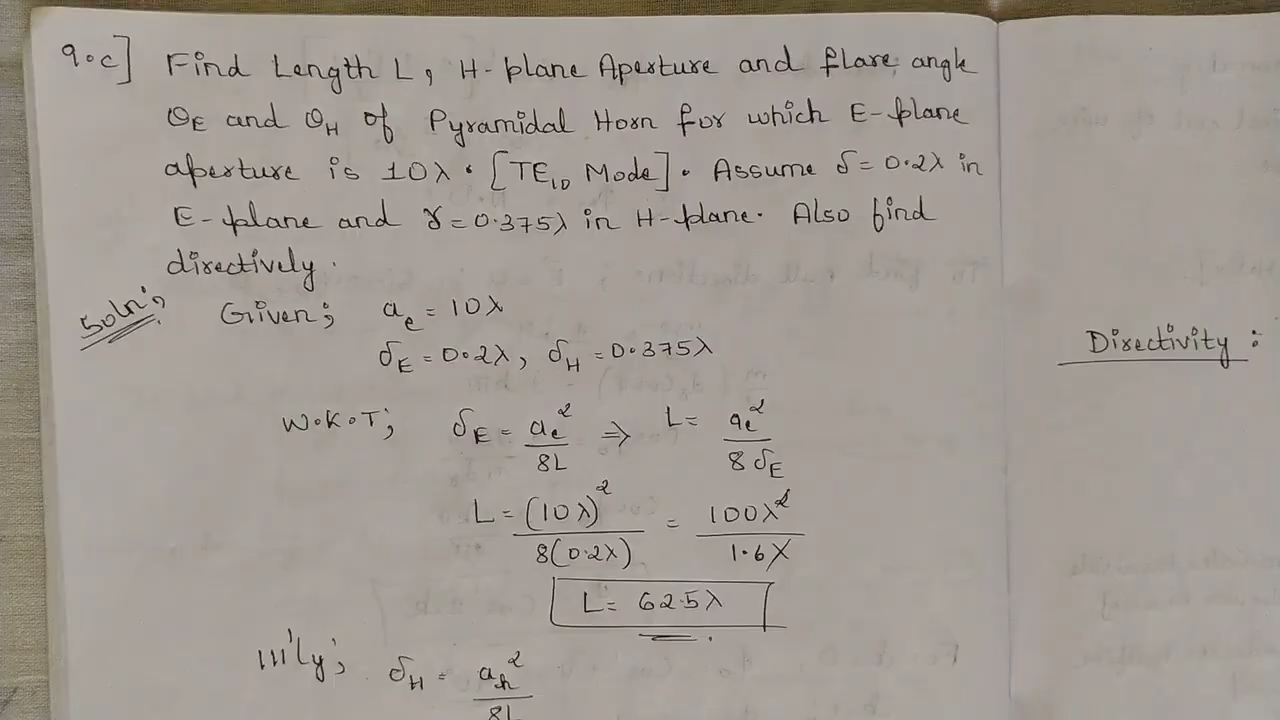 9.c] Find Length L, H-plane Aperture and flare angle
θE and θH of Pyramidal Horn for which E-plane
aperture is 10λ. [TE10 Mode]. Assume δ=0.2λ in
E-plane and γ=0.375λ in H-plane. Also find
directively.
Soln; Given; ae = 10λ
δE=0.2λ, δH=0.375λ
W.K.T; δE = ae²/8L ⇒ L = ae²/8δE
L = (10λ)²/8(0.2λ) = 100λ²/1.6λ
L = 62.5λ
|||'ly; δH = ah²/8L
Directivity :